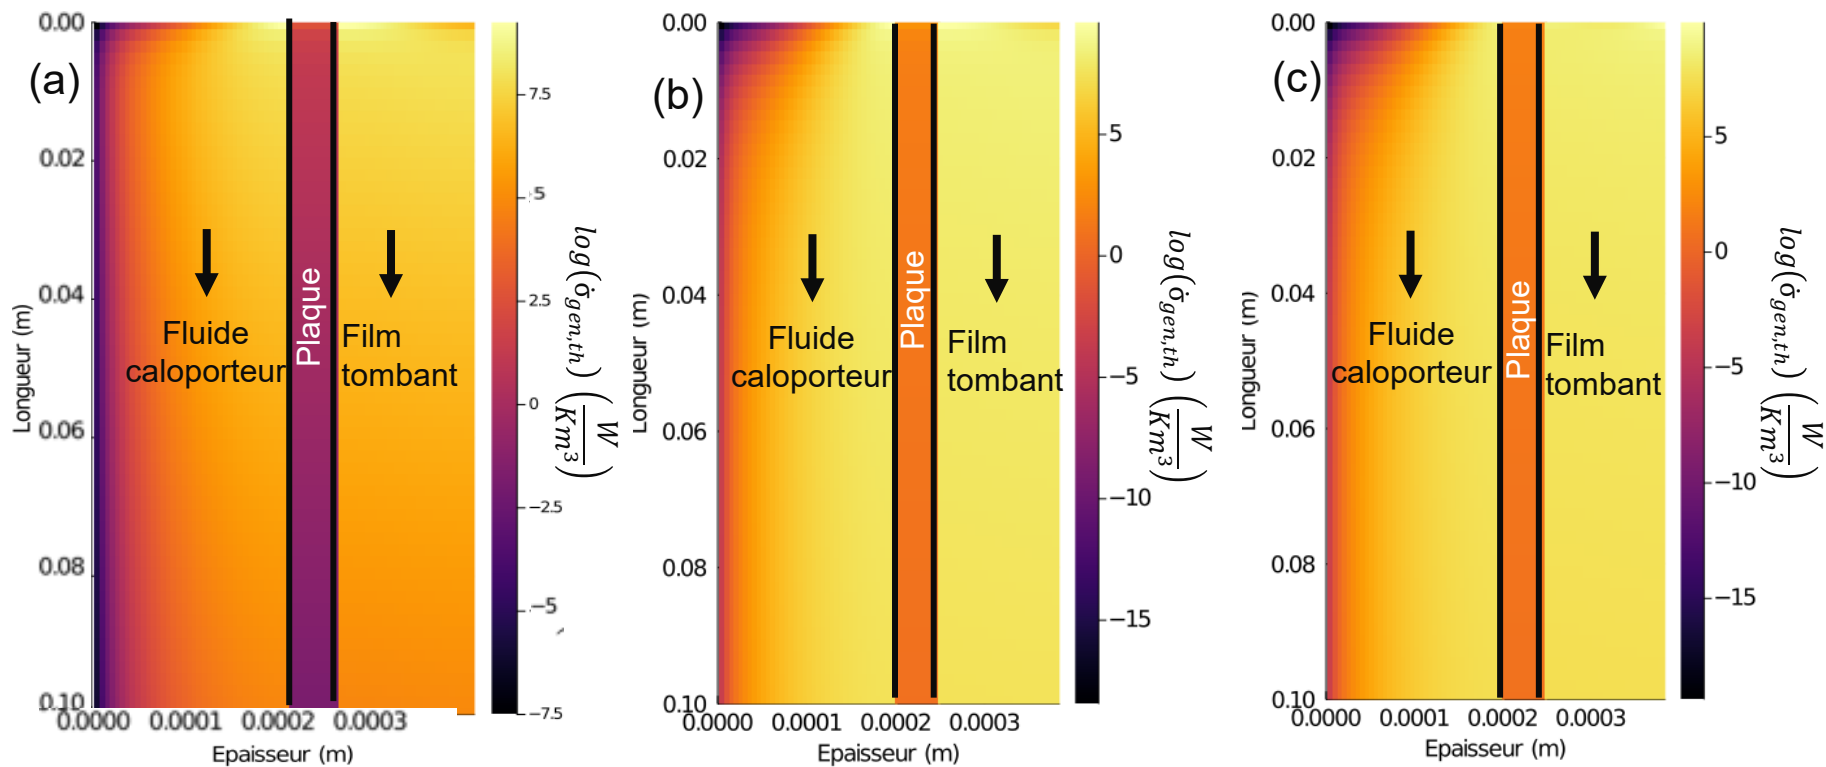 (a)
0.00
0.02
0.04
0.06
0.08
0.10
Longueur (m)
0.0000 0.0001 0.0002 0.0003
Epaisseur (m)
Fluide
caloporteur
Plaque
Film
tombant
7.5
5
2.5
0
−2.5
−5
−7.5
log(σ̇gen,th) (W/Km³)
(b)
0.00
0.02
0.04
0.06
0.08
0.10
Longueur (m)
0.0000 0.0001 0.0002 0.0003
Epaisseur (m)
Fluide
caloporteur
Plaque
Film
tombant
5
0
−5
−10
−15
log(σ̇gen,th) (W/Km³)
(c)
0.00
0.02
0.04
0.06
0.08
0.10
Longueur (m)
0.0000 0.0001 0.0002 0.0003
Epaisseur (m)
Fluide
caloporteur
Plaque
Film
tombant
5
0
−5
−10
−15
log(σ̇gen,th) (W/Km³)